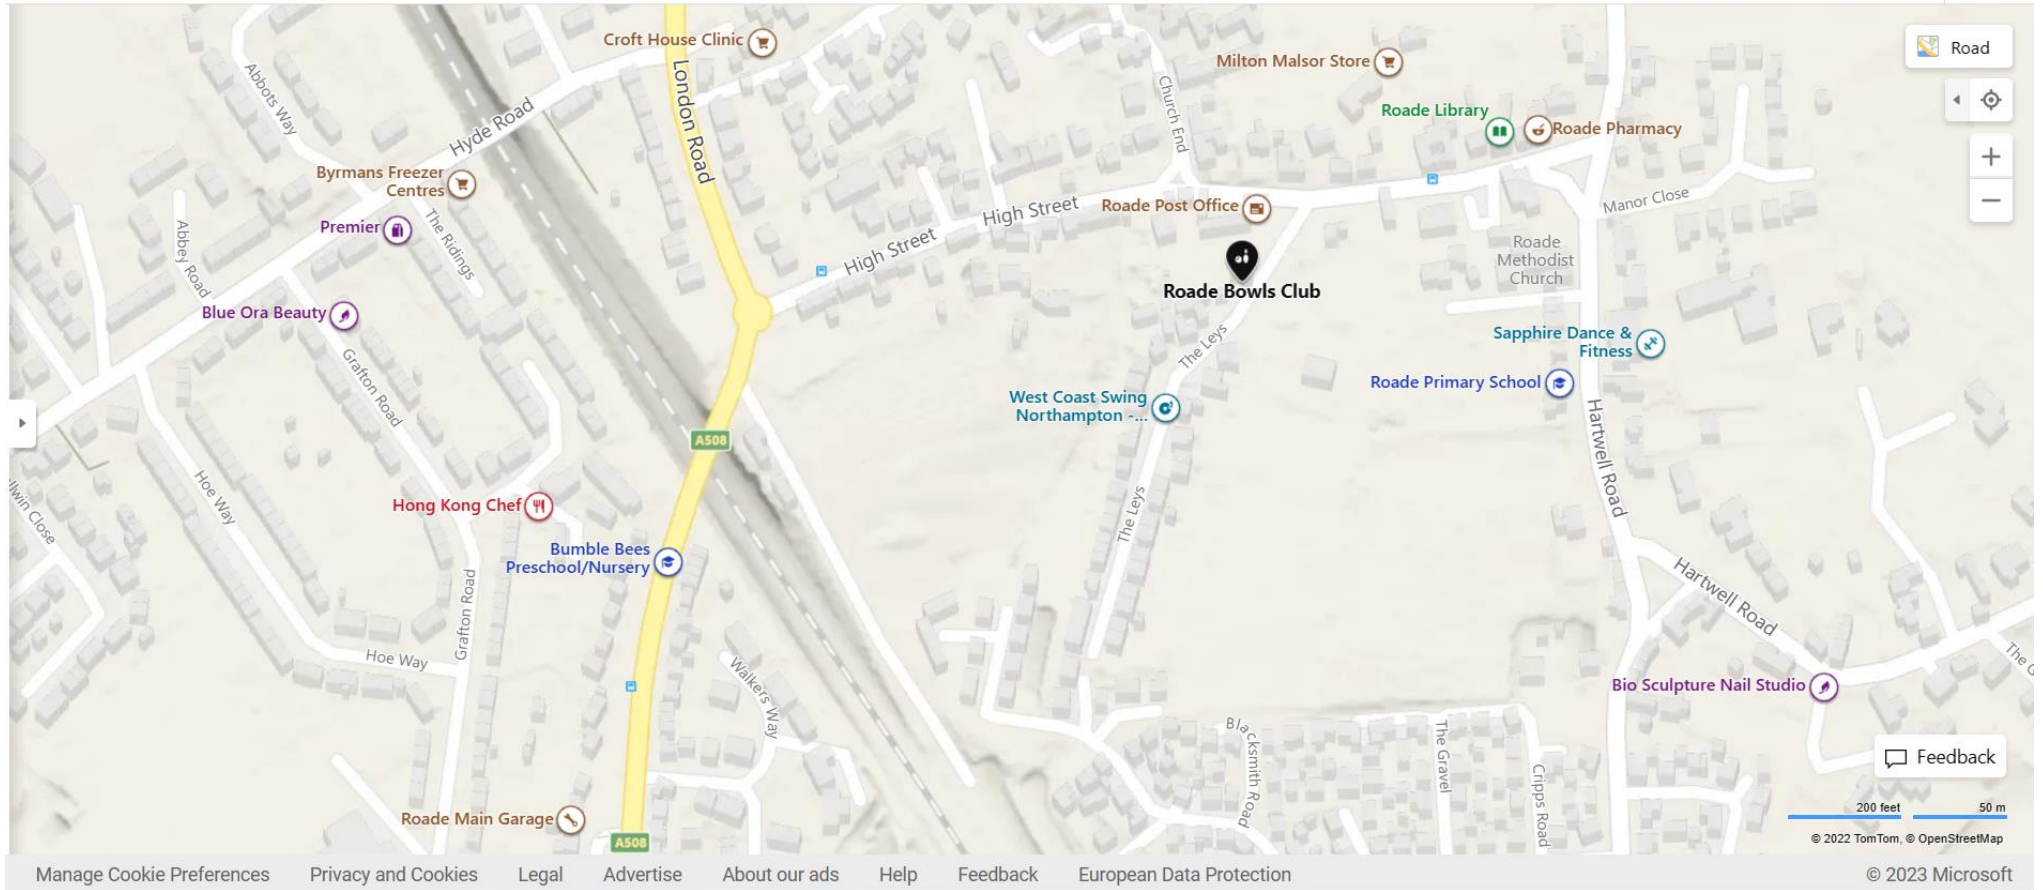 Croft House Clinic
Milton Malsor Store
Road
Abbots Way
Hyde Road
London Road
Church End
Roade Library
Roade Pharmacy
Byrmans Freezer
Centres
Premier
The Ridings
Abbey Road
High Street
High Street
Roade Post Office
Manor Close
Roade
Methodist
Church
Roade Bowls Club
Blue Ora Beauty
Grafton Road
The Leys
Sapphire Dance &
Fitness
Roade Primary School
West Coast Swing
Northampton -...
Hartwell Road
A508
Hoe Way
Hong Kong Chef
The Leys
Bumble Bees
Preschool/Nursery
Hartwell Road
Grafton Road
Hoe Way
Walkers Way
Bio Sculpture Nail Studio
Blacksmith Road
The Gravel
Cripps Road
Feedback
Roade Main Garage
A508
200 feet
50 m
© 2022 TomTom, © OpenStreetMap
Manage Cookie Preferences
Privacy and Cookies
Legal
Advertise
About our ads
Help
Feedback
European Data Protection
© 2023 Microsoft